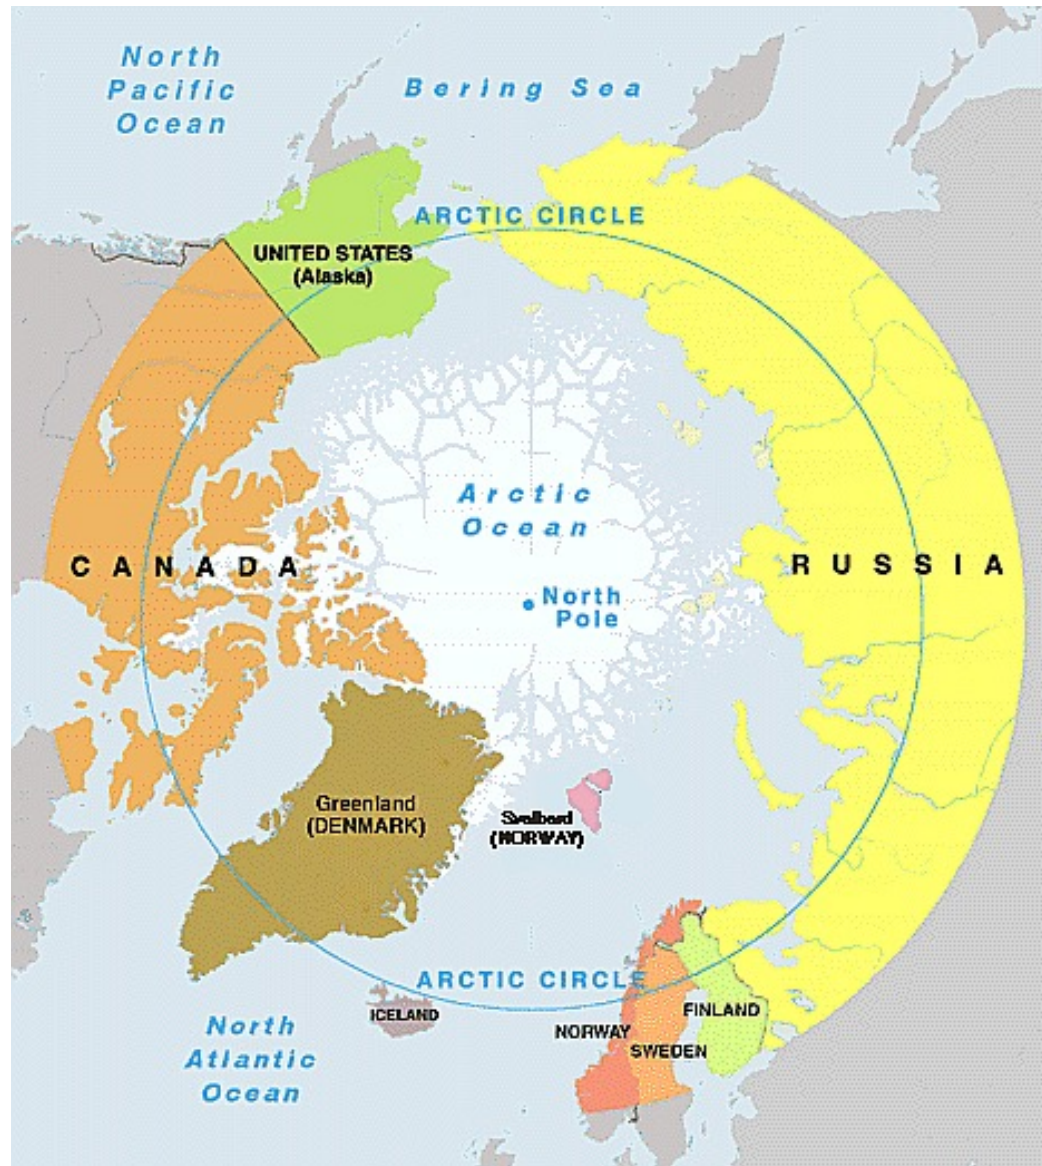 North
Pacific
Ocean
Bering Sea
ARCTIC CIRCLE
UNITED STATES
(Alaska)
Arctic
Ocean
CANADA
RUSSIA
North
Pole
Greenland
(DENMARK)
Svalbard
(NORWAY)
ARCTIC CIRCLE
ICELAND
FINLAND
NORWAY
SWEDEN
North
Atlantic
Ocean